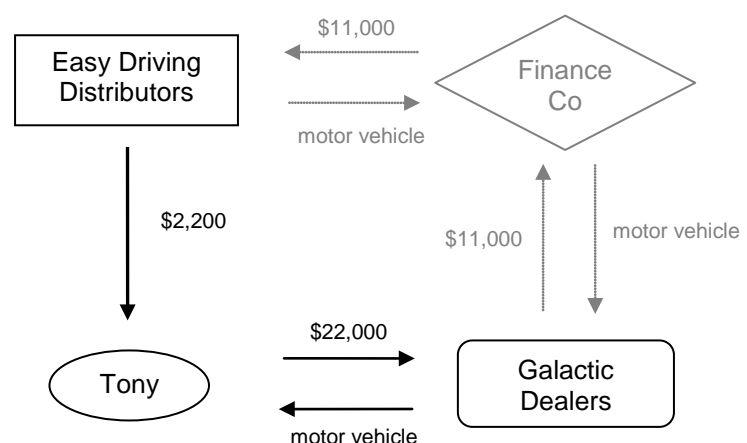 $11,000
Easy Driving
Distributors
Finance
Co
motor vehicle
$2,200
$11,000
motor vehicle
$22,000
Tony
Galactic
Dealers
motor vehicle